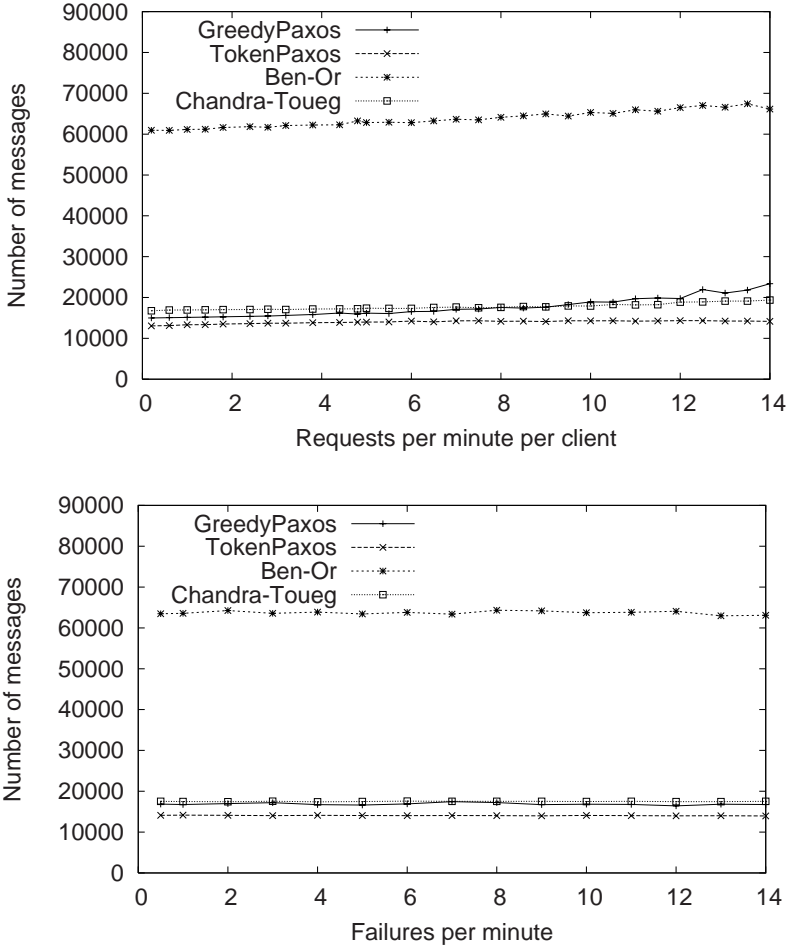 90000
80000
70000
60000
50000
40000
30000
20000
10000
0
Number of messages
GreedyPaxos
TokenPaxos
Ben-Or
Chandra-Toueg
0 2 4 6 8 10 12 14
Requests per minute per client
90000
80000
70000
60000
50000
40000
30000
20000
10000
0
Number of messages
GreedyPaxos
TokenPaxos
Ben-Or
Chandra-Toueg
0 2 4 6 8 10 12 14
Failures per minute